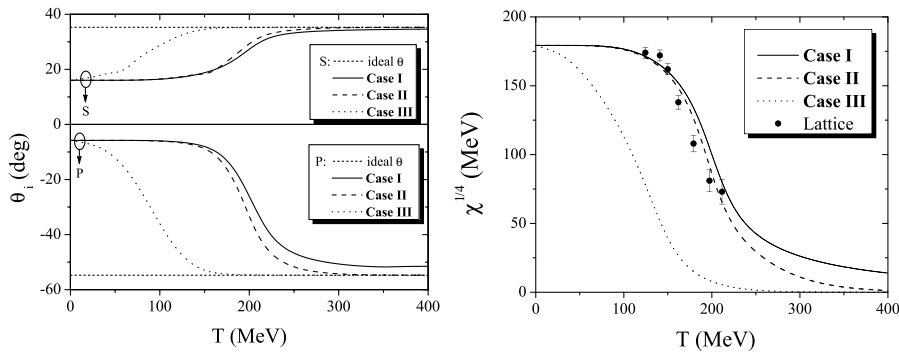 40
20
0
-20
-40
-60
θi (deg)
S: ideal θ
Case I
Case II
Case III
S
P: ideal θ
Case I
Case II
Case III
P
0 100 200 300 400
T (MeV)
200
150
100
50
0
χ1/4 (MeV)
Case I
Case II
Case III
Lattice
0 100 200 300 400
T (MeV)